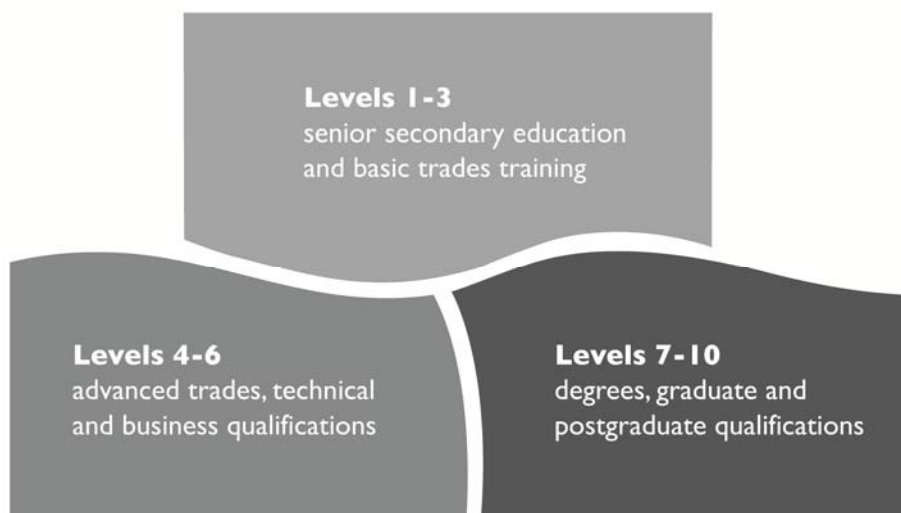 Levels 1-3
senior secondary education
and basic trades training
Levels 4-6
advanced trades, technical
and business qualifications
Levels 7-10
degrees, graduate and
postgraduate qualifications